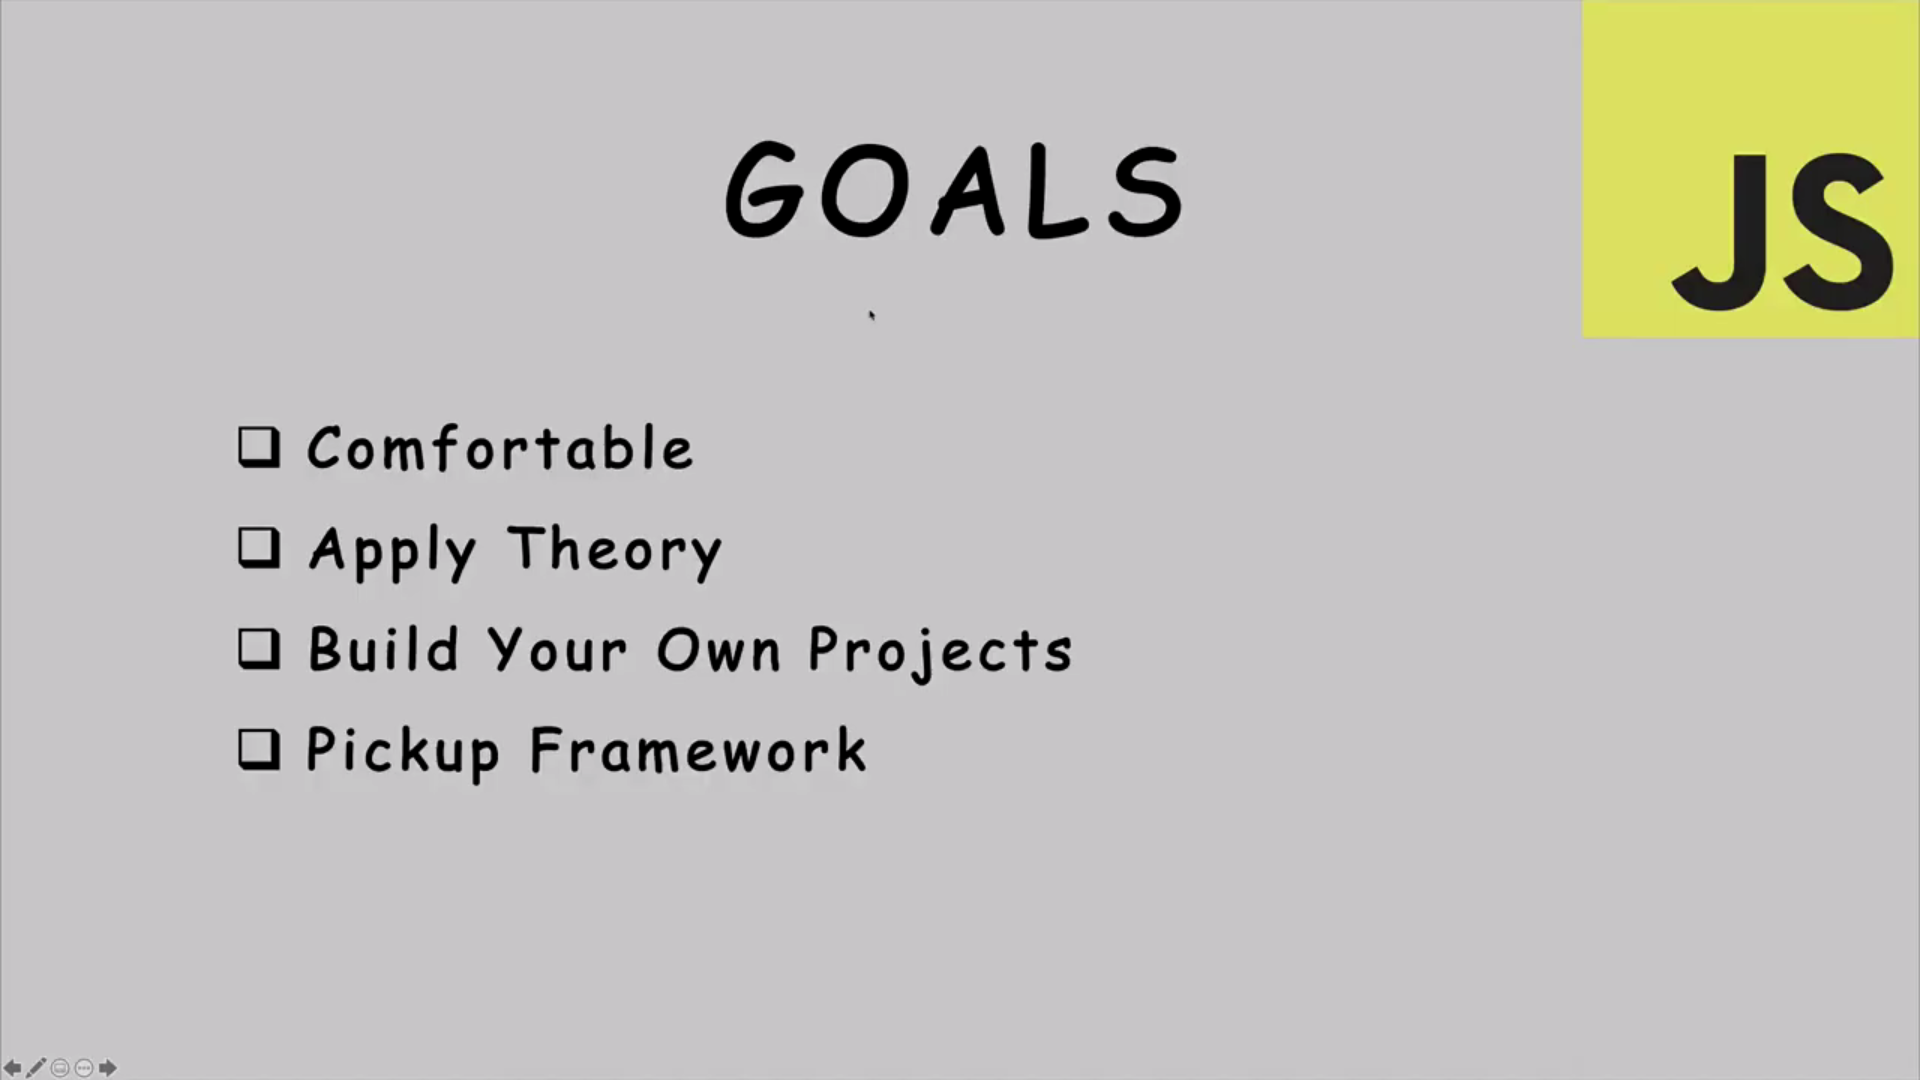 GOALS
JS
Comfortable
Apply Theory
Build Your Own Projects
Pickup Framework